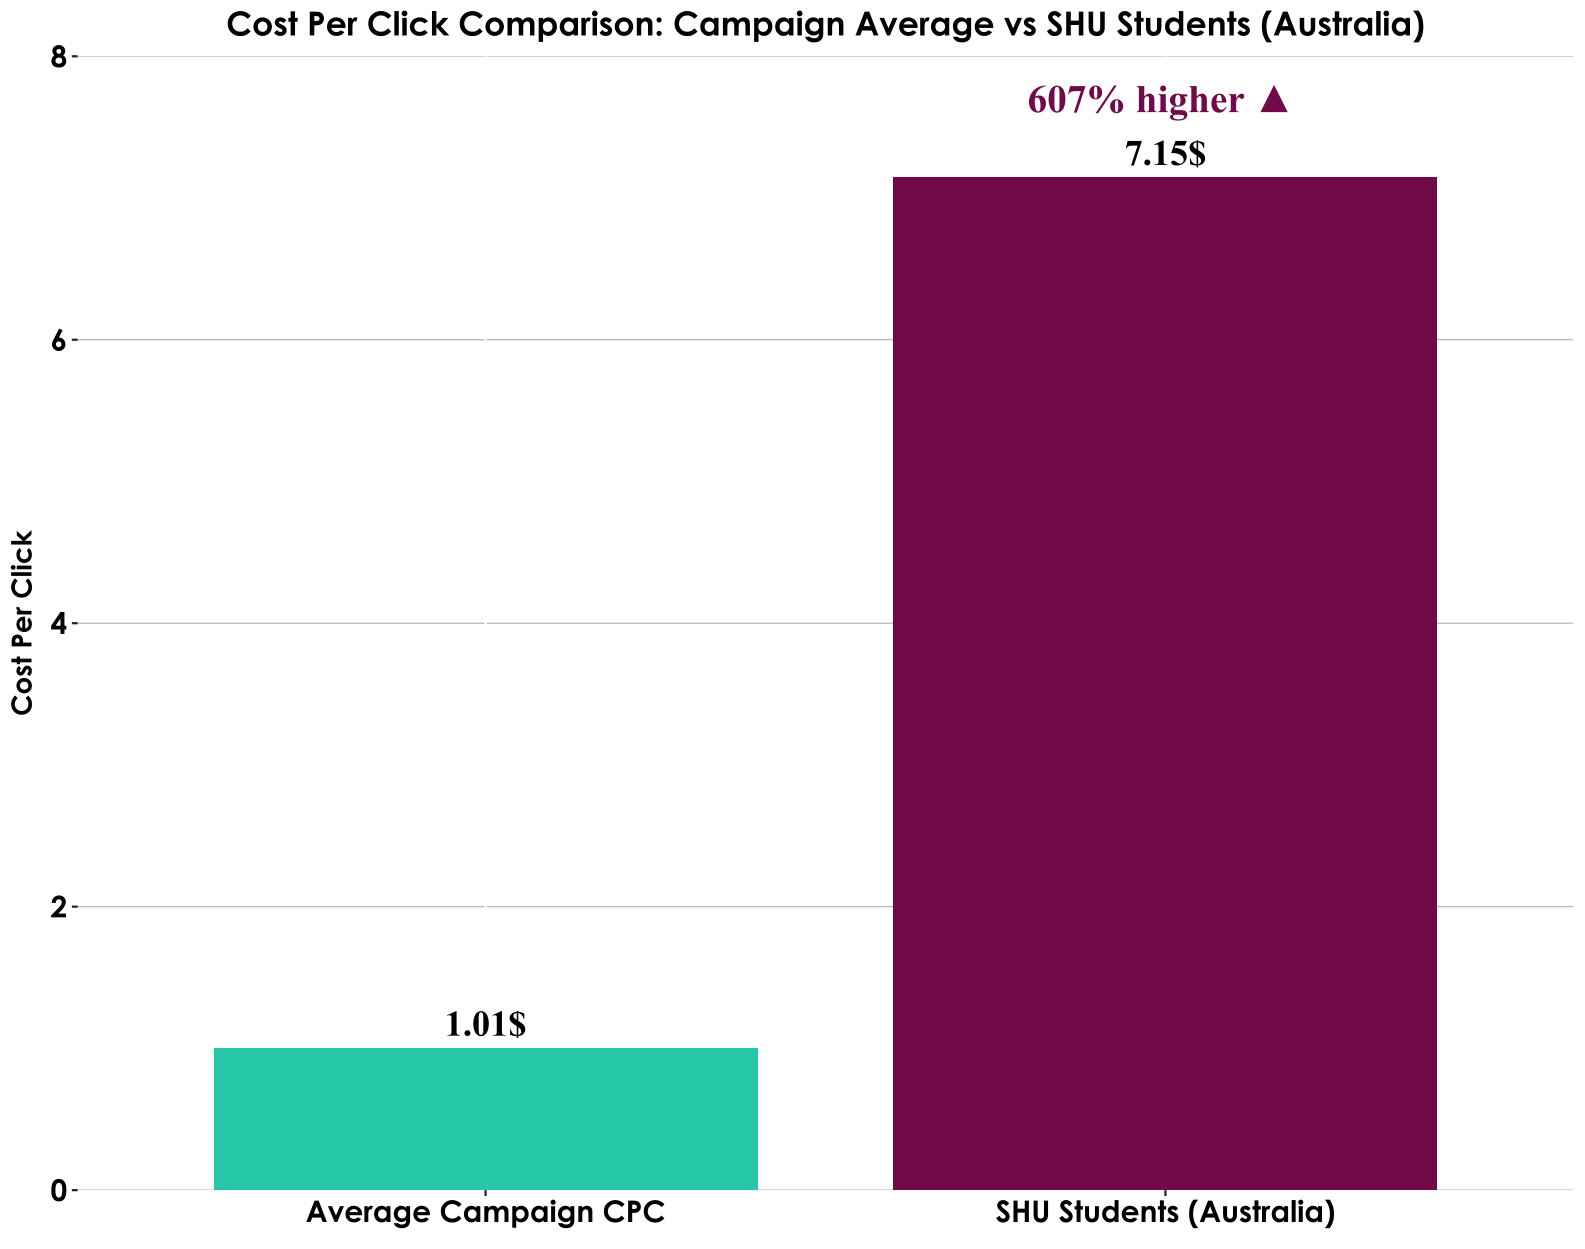 Cost Per Click Comparison: Campaign Average vs SHU Students (Australia)
8
607% higher ▲
7.15$
6
4
Cost Per Click
2
1.01$
0
Average Campaign CPC
SHU Students (Australia)